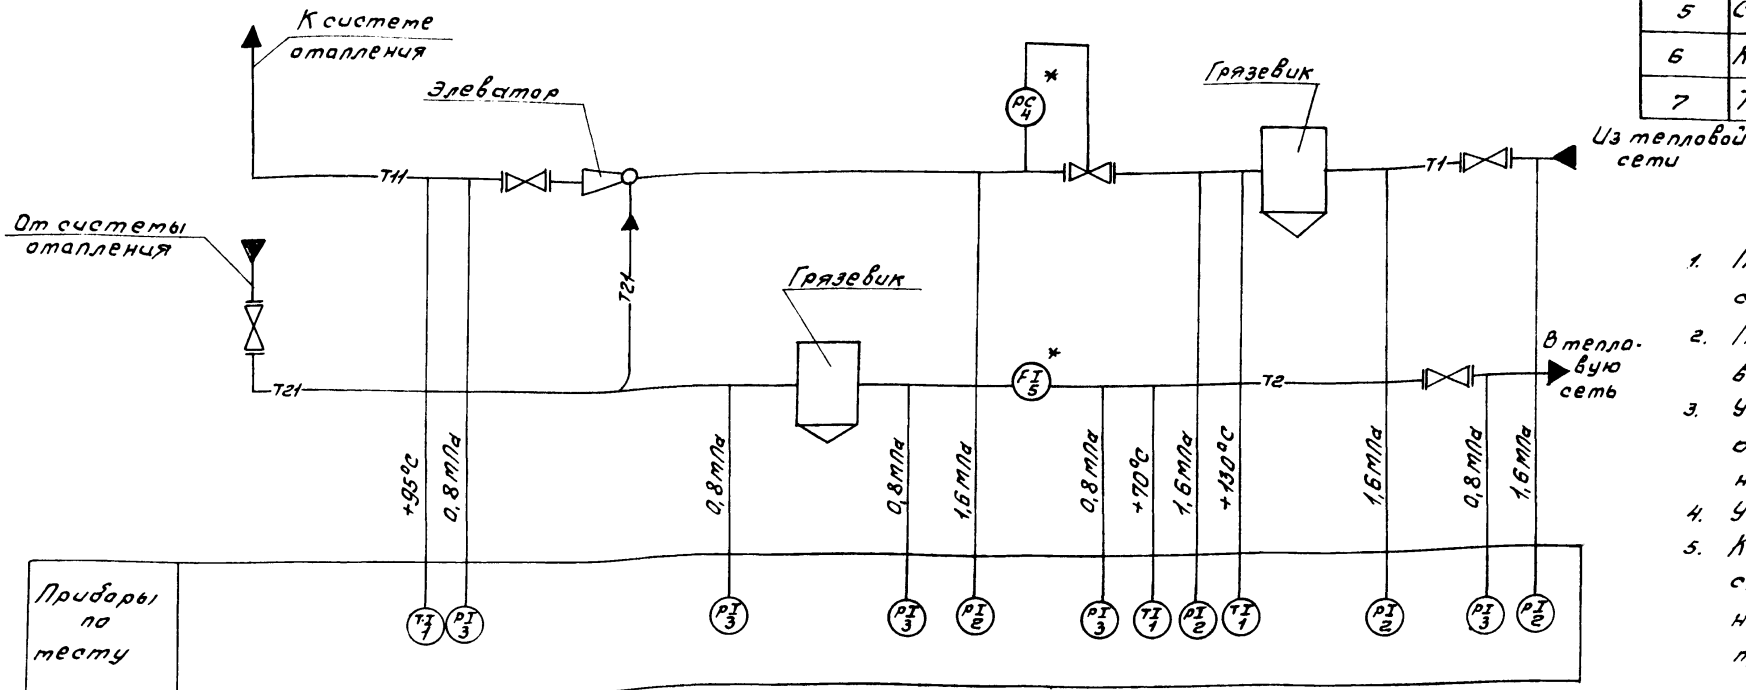 К системе
отопления
Элеватор
РС
4
*
Грязевик
5
6
7
Из тепловой
сети
Т11
Т1
От системы
отопления
Т21
Грязевик
Т21
FI
5
*
Т2
В тепло-
вую
сеть
1.
2.
3.
4.
5.
+95°С
0,8 МПа
0,8 МПа
0,8 МПа
1,6 МПа
0,8 МПа
+70°С
1,6 МПа
+130°С
1,6 МПа
0,8 МПа
1,6 МПа
Приборы
по
месту
TI
1
PI
3
PI
3
PI
3
PI
2
PI
3
TI
1
PI
2
TI
1
PI
2
PI
3
PI
2